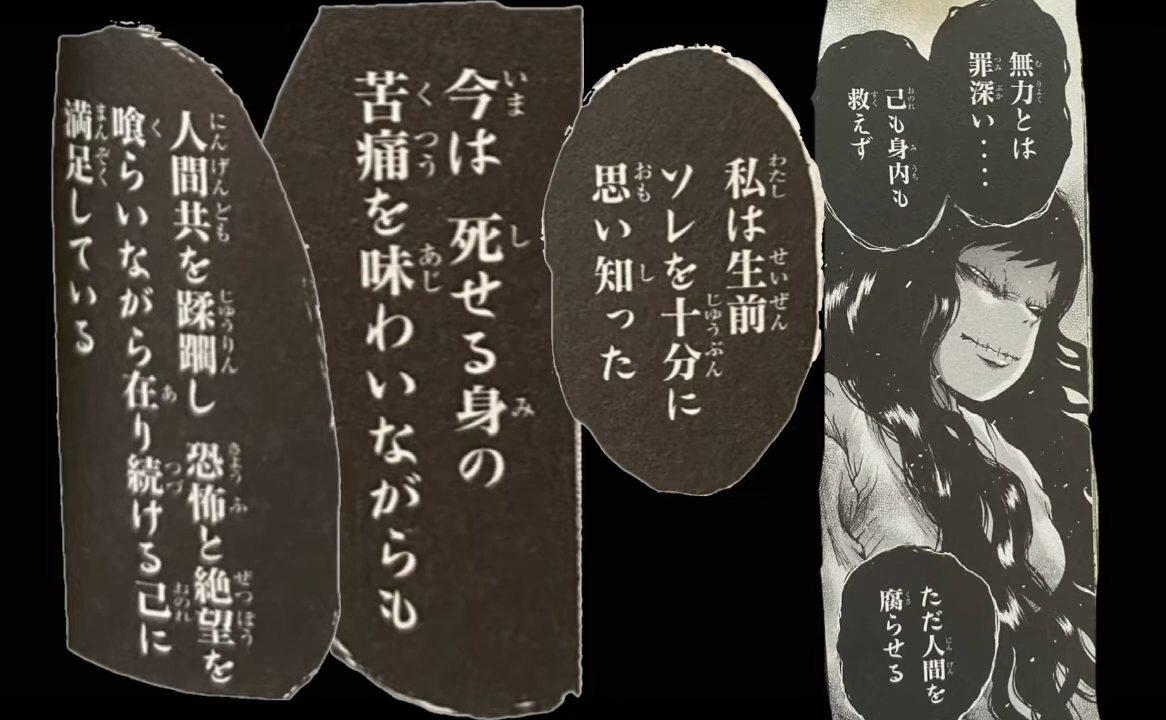 無力とは
罪深い‥‥
己も身内も
救えず
ただ人間を
腐らせる
私は生前
ソレを十分に
思い知った
今は 死せる身の
苦痛を味わいながらも
人間共を蹂躙し 恐怖と絶望を
喰らいながら在り続ける己に
満足している